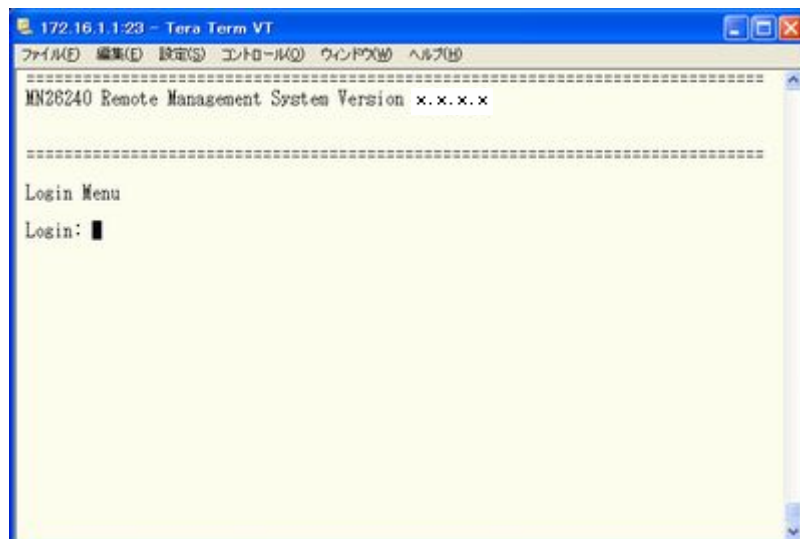 172.16.1.1:23 - Tera Term VT
ファイル(F) 編集(E) 設定(S) コントロール(O) ウィンドウ(W) ヘルプ(H)
=============================================================================
MN26240 Remote Management System Version x.x.x.x
=============================================================================
Login Menu
Login: